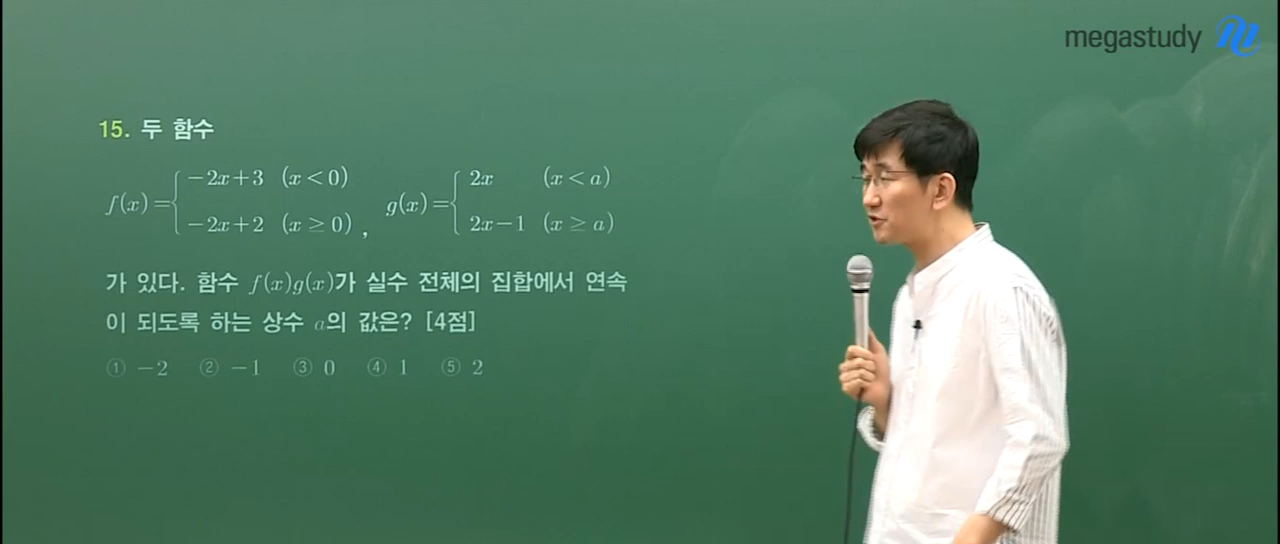 megastudy
15. 두 함수
f(x)={ -2x+3 (x<0)
-2x+2 (x≥0) , g(x)={ 2x (x<a)
2x-1 (x≥a)
가 있다. 함수 f(x)g(x)가 실수 전체의 집합에서 연속
이 되도록 하는 상수 a의 값은? [4점]
① -2 ② -1 ③ 0 ④ 1 ⑤ 2